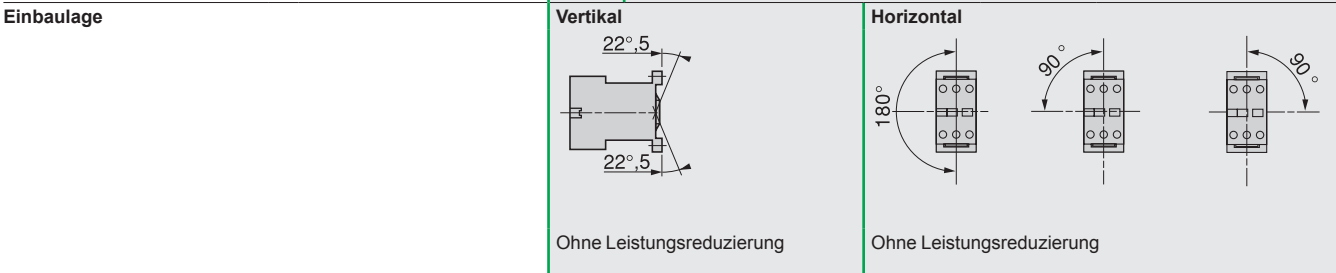 Einbaulage
Vertikal
Horizontal
22°,5
22°,5
180°
90°
90°
Ohne Leistungsreduzierung
Ohne Leistungsreduzierung